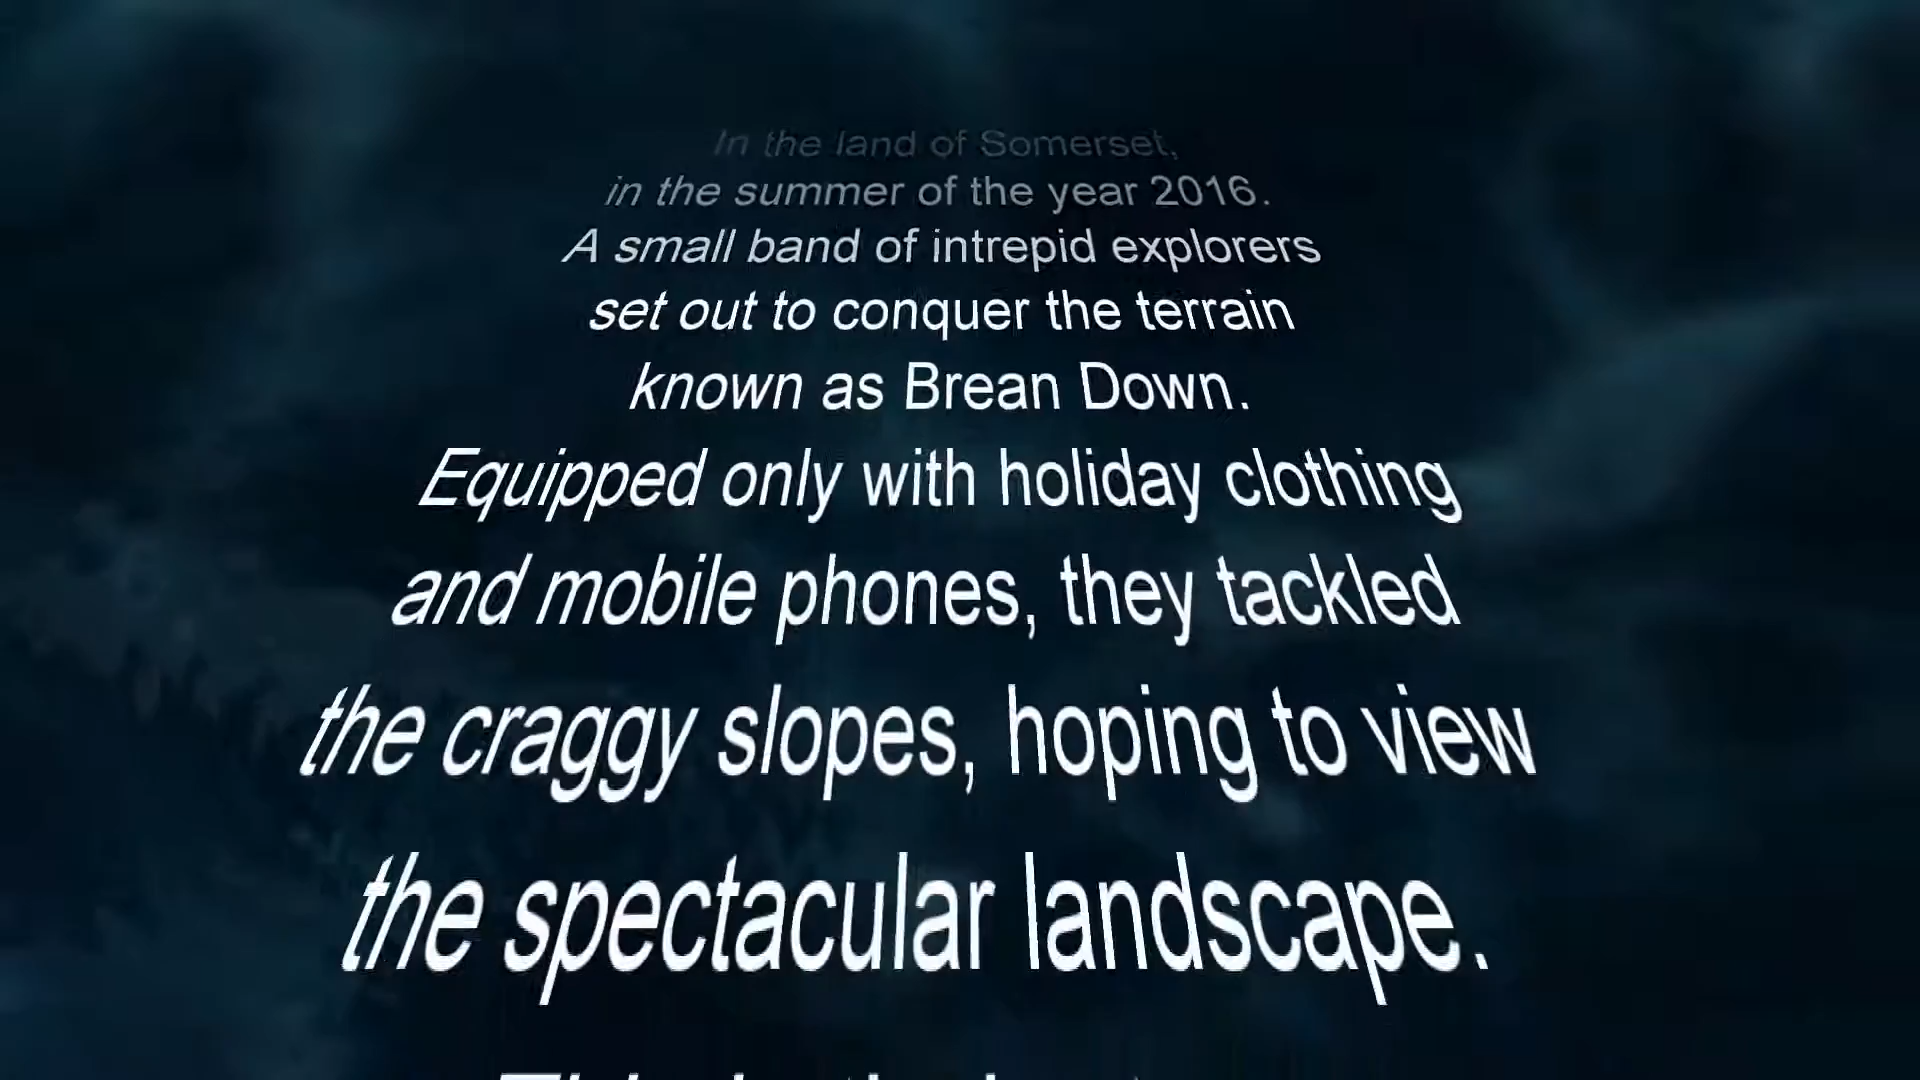 In the land of Somerset,
in the summer of the year 2016.
A small band of intrepid explorers
set out to conquer the terrain
known as Brean Down.
Equipped only with holiday clothing
and mobile phones, they tackled
the craggy slopes, hoping to view
the spectacular landscape.